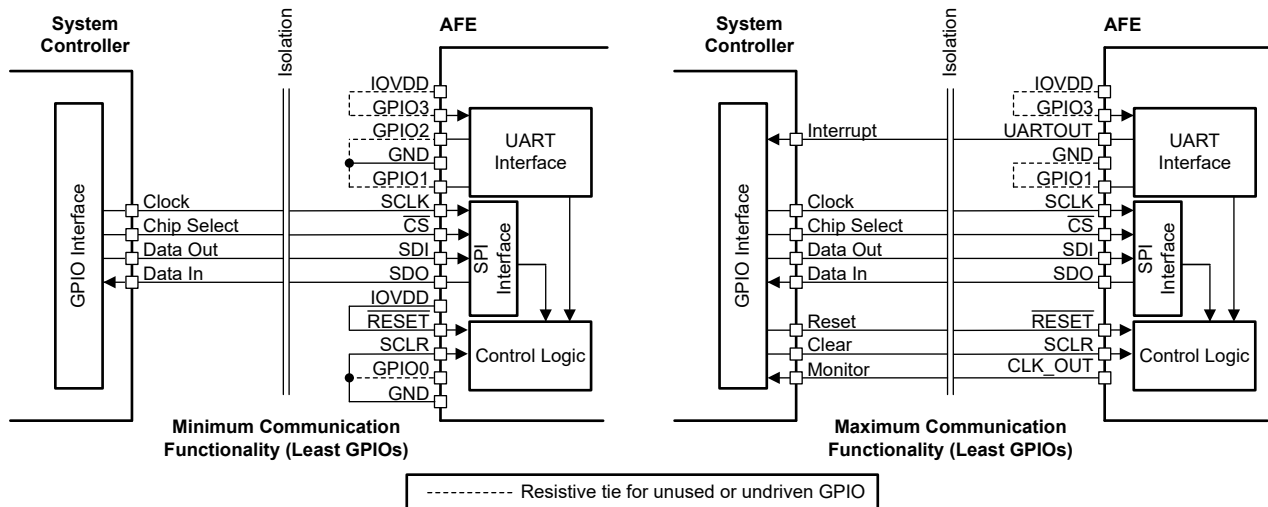 System
Controller
Isolation
AFE
GPIO Interface
IOVDD
GPIO3
GPIO2
GND
GPIO1
UART
Interface
Clock
SCLK
Chip Select
CS
Data Out
SDI
Data In
SDO
SPI
Interface
IOVDD
RESET
SCLR
GPIO0
GND
Control Logic
Minimum Communication
Functionality (Least GPIOs)
System
Controller
Isolation
AFE
GPIO Interface
IOVDD
GPIO3
Interrupt
UARTOUT
GND
GPIO1
UART
Interface
Clock
SCLK
Chip Select
CS
Data Out
SDI
Data In
SDO
SPI
Interface
Reset
RESET
Clear
SCLR
Monitor
CLK_OUT
Control Logic
Maximum Communication
Functionality (Least GPIOs)
Resistive tie for unused or undriven GPIO